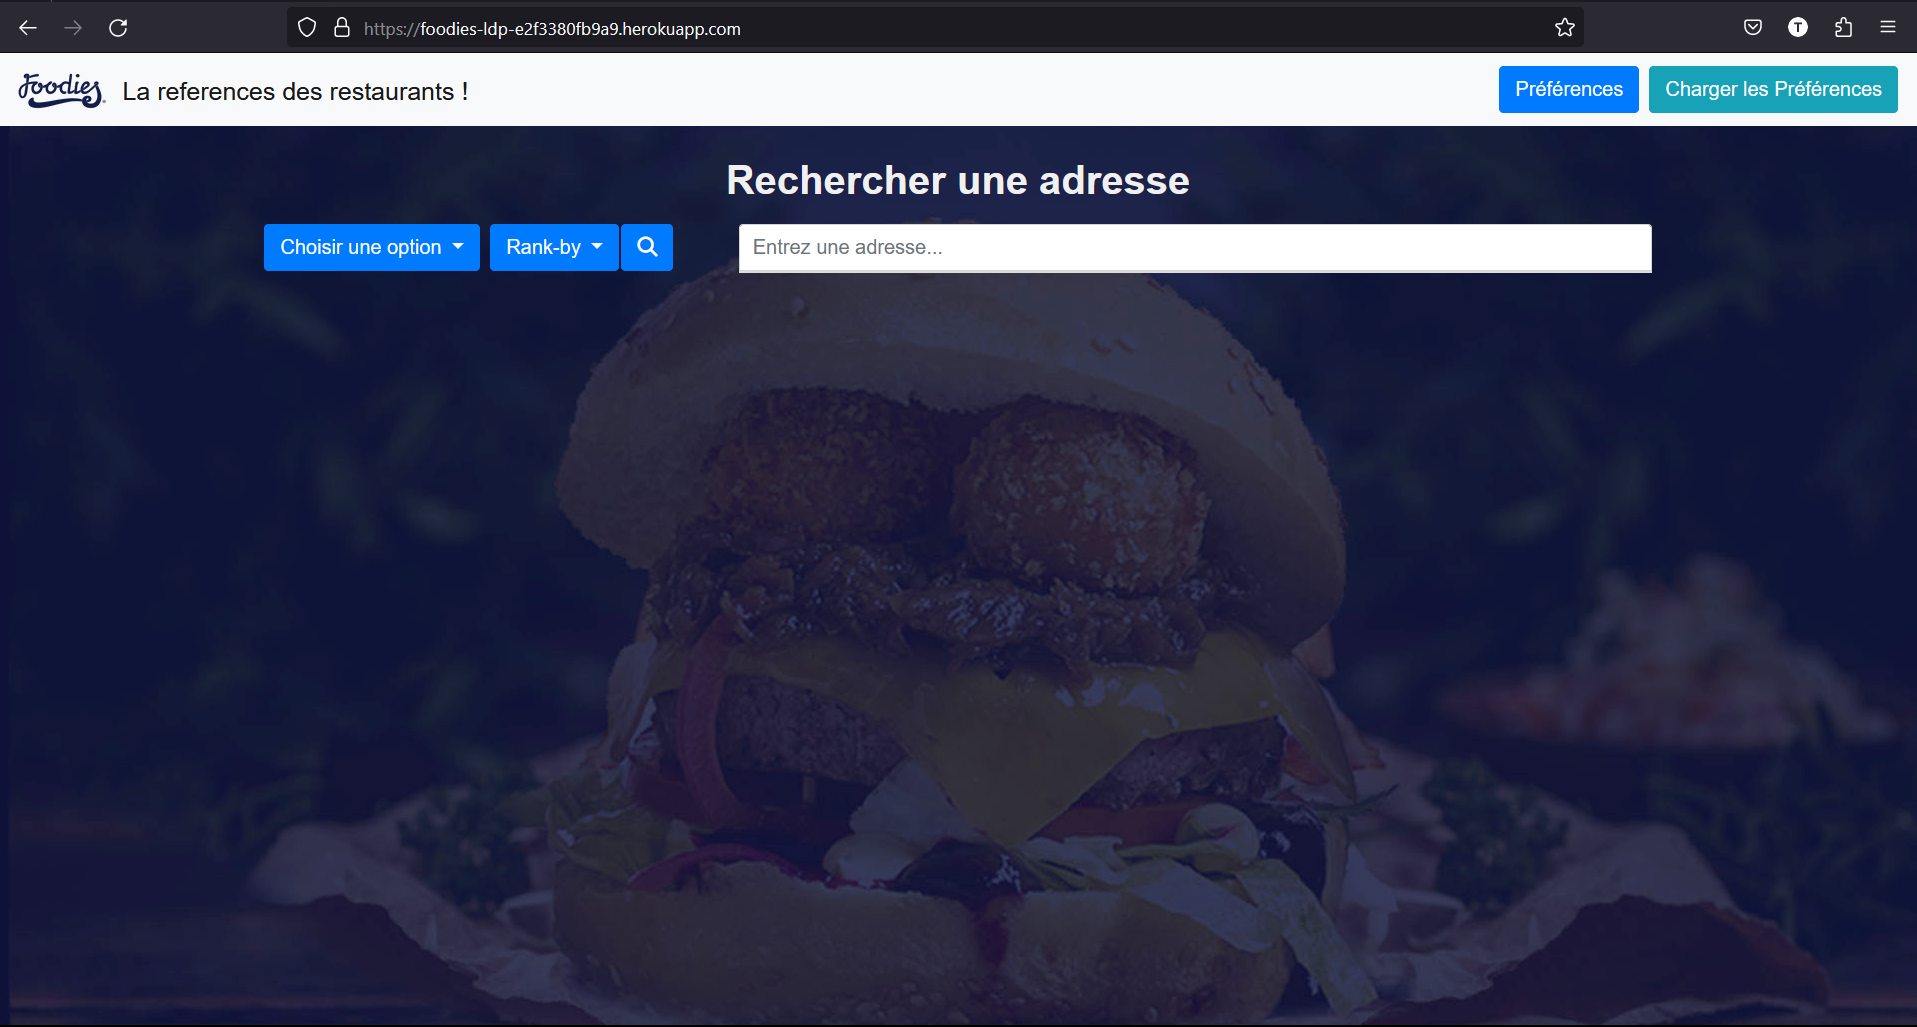 https://foodies-ldp-e2f3380fb9a9.herokuapp.com
T
Foodies
La references des restaurants !
Préférences
Charger les Préférences
Rechercher une adresse
Choisir une option
Rank-by
Entrez une adresse...